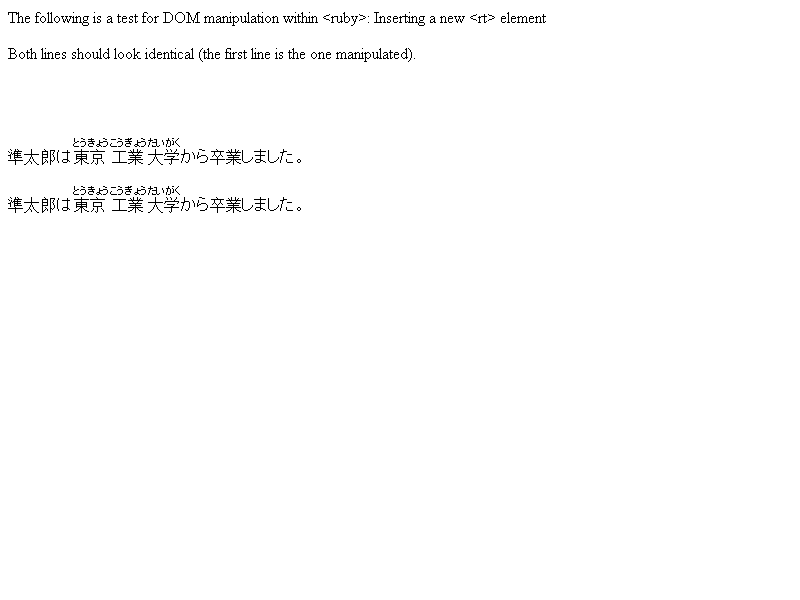 The following is a test for DOM manipulation within <ruby>: Inserting a new <rt> element
Both lines should look identical (the first line is the one manipulated).
とうきょうこうぎょうだいがく
準太郎は東京 工業 大学から卒業しました。
とうきょうこうぎょうだいがく
準太郎は東京 工業 大学から卒業しました。